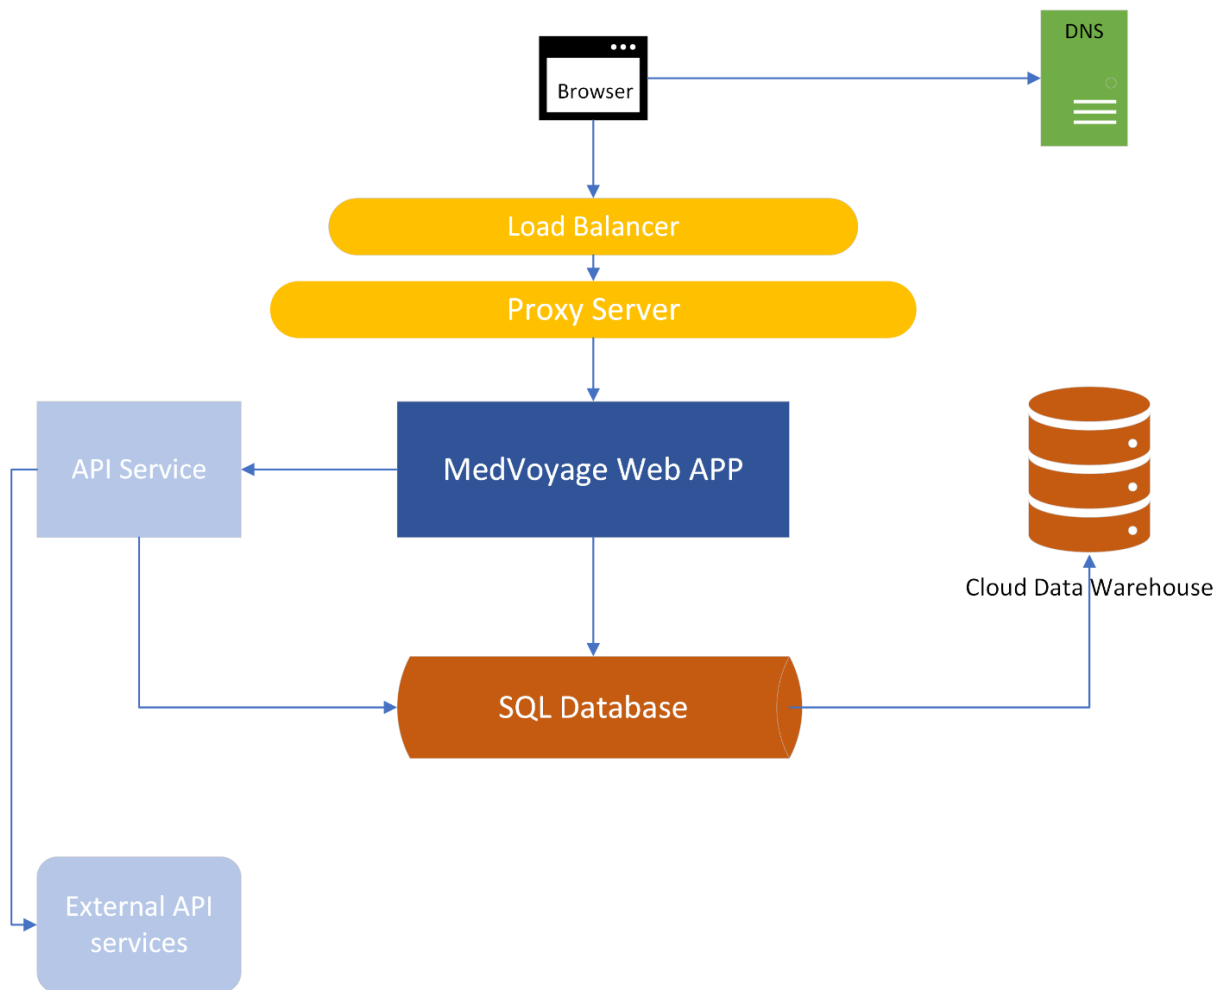 DNS
Browser
Load Balancer
Proxy Server
API Service
MedVoyage Web APP
Cloud Data Warehouse
SQL Database
External API
services